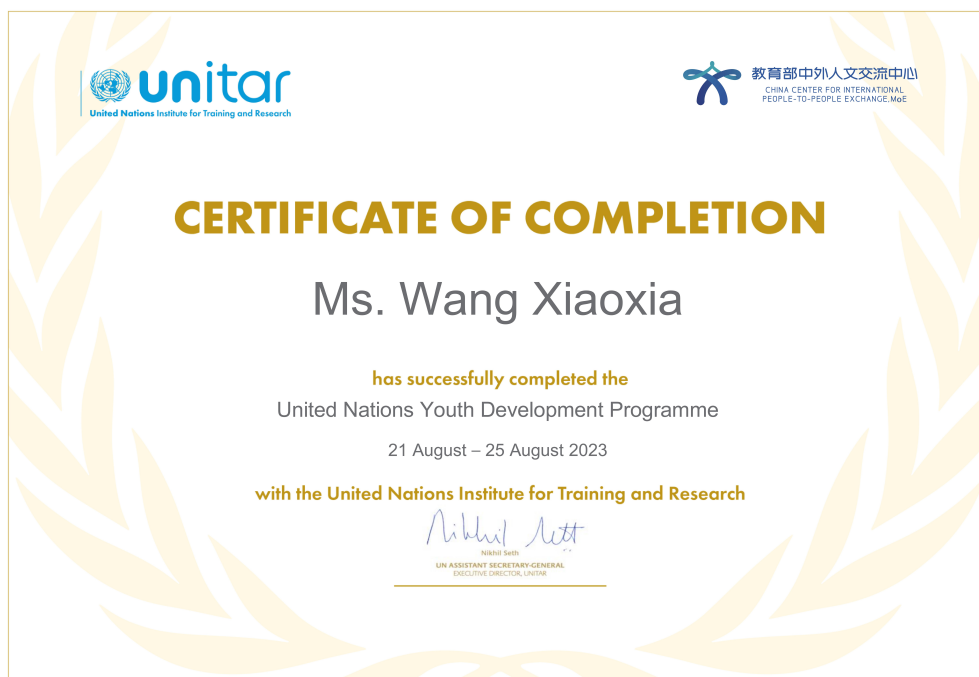 unitar
United Nations Institute for Training and Research
教育部中外人文交流中心
CHINA CENTER FOR INTERNATIONAL
PEOPLE-TO-PEOPLE EXCHANGE,MoE
CERTIFICATE OF COMPLETION
Ms. Wang Xiaoxia
has successfully completed the
United Nations Youth Development Programme
21 August – 25 August 2023
with the United Nations Institute for Training and Research
Nikhil Seth
Nikhil Seth
UN ASSISTANT SECRETARY-GENERAL
EXECUTIVE DIRECTOR, UNITAR